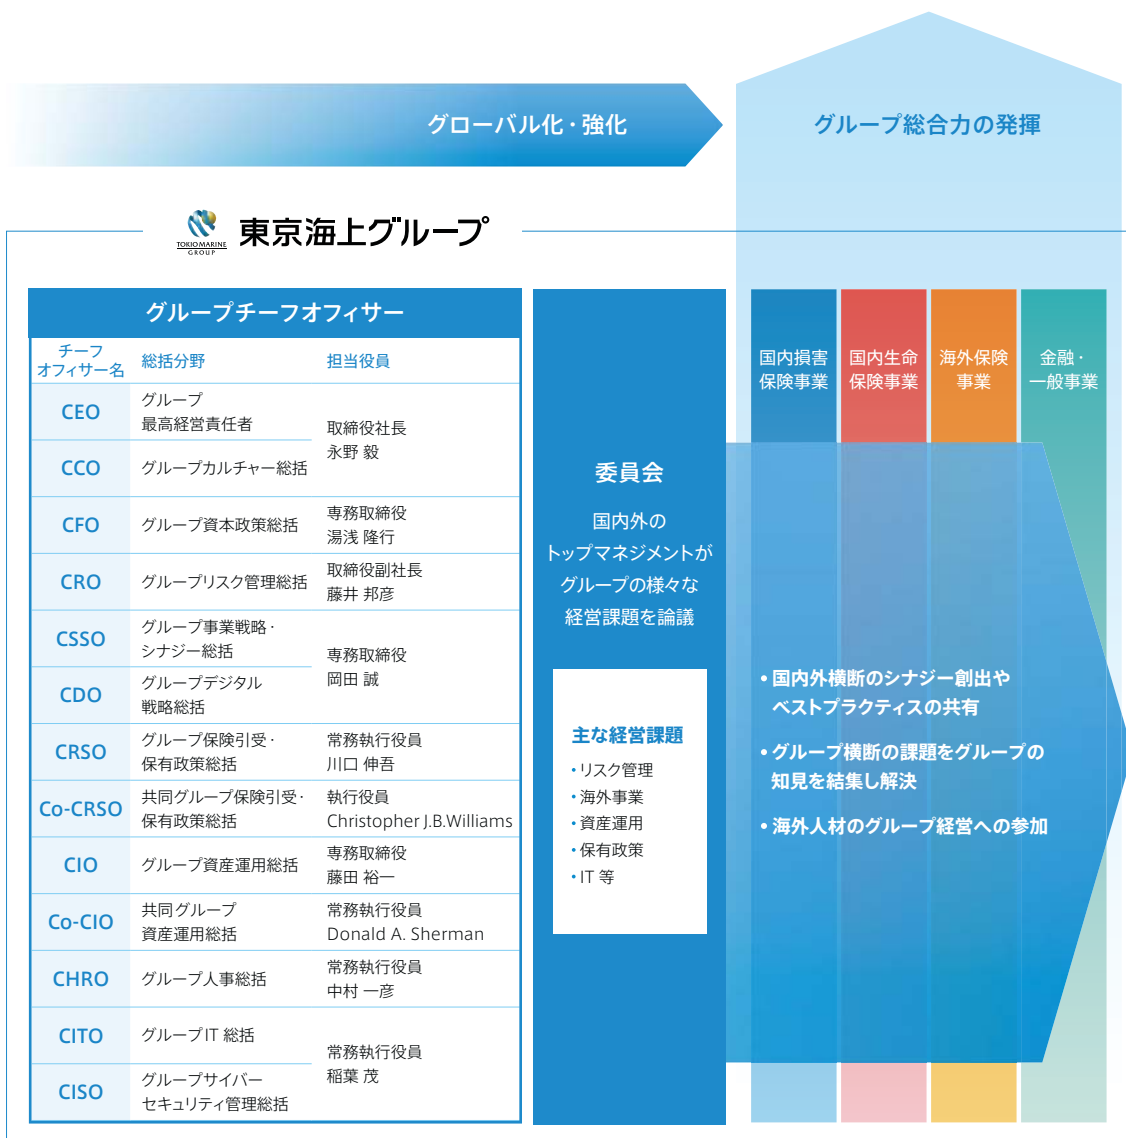 グローバル化・強化
グループ総合力の発揮
TOKIO MARINE
GROUP
東京海上グループ
グループチーフオフィサー
チーフ
オフィサー名
総括分野
担当役員
CEO
グループ
最高経営責任者
取締役社長
永野 毅
CCO
グループカルチャー総括
CFO
グループ資本政策総括
専務取締役
湯浅 隆行
CRO
グループリスク管理総括
取締役副社長
藤井 邦彦
CSSO
グループ事業戦略・
シナジー総括
専務取締役
岡田 誠
CDO
グループデジタル
戦略総括
CRSO
グループ保険引受・
保有政策総括
常務執行役員
川口 伸吾
Co-CRSO
共同グループ保険引受・
保有政策総括
執行役員
Christopher J.B.Williams
CIO
グループ資産運用総括
専務取締役
藤田 裕一
Co-CIO
共同グループ
資産運用総括
常務執行役員
Donald A. Sherman
CHRO
グループ人事総括
常務執行役員
中村 一彦
CITO
グループIT 総括
常務執行役員
稲葉 茂
CISO
グループサイバー
セキュリティ管理総括
委員会
国内外の
トップマネジメントが
グループの様々な
経営課題を論議
主な経営課題
・リスク管理
・海外事業
・資産運用
・保有政策
・IT 等
国内損害
保険事業
国内生命
保険事業
海外保険
事業
金融・
一般事業
• 国内外横断のシナジー創出や
ベストプラクティスの共有
• グループ横断の課題をグループの
知見を結集し解決
• 海外人材のグループ経営への参加